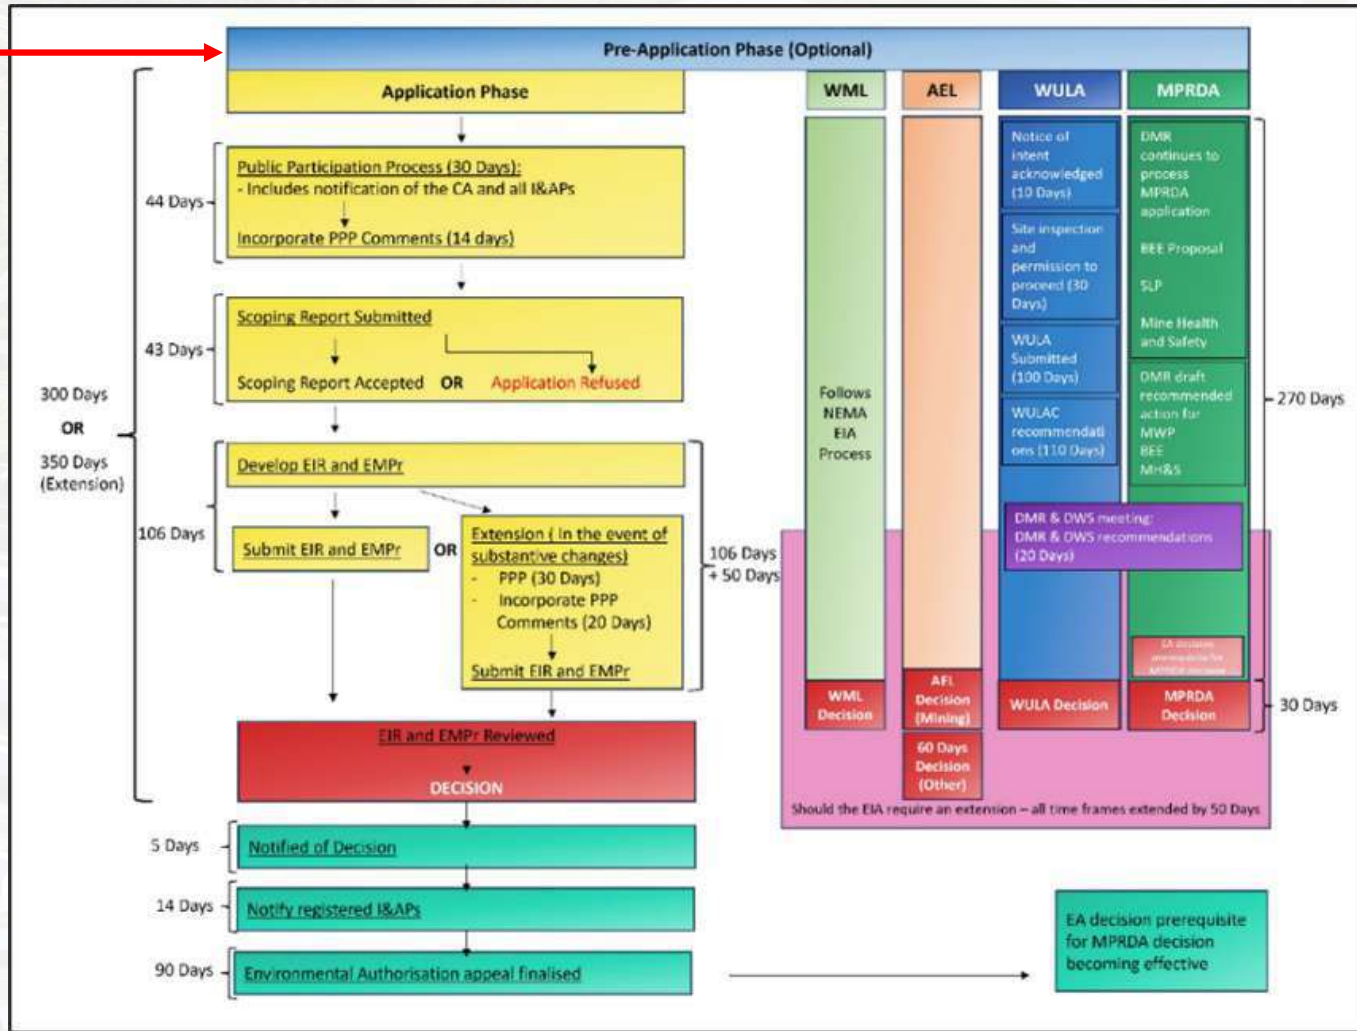 Pre-Application Phase (Optional)
Application Phase
44 Days
Public Participation Process (30 Days):
- Includes notification of the CA and all I&APs
Incorporate PPP Comments (14 days)
43 Days
Scoping Report Submitted
Scoping Report Accepted OR Application Refused
300 Days
OR
350 Days
(Extension)
106 Days
Develop EIR and EMPr
Submit EIR and EMPr
OR
Extension ( In the event of
substantive changes)
- PPP (30 Days)
- Incorporate PPP
Comments (20 Days)
Submit EIR and EMPr
106 Days
+ 50 Days
EIR and EMPr Reviewed
DECISION
5 Days
Notified of Decision
14 Days
Notify registered I&APs
90 Days
Environmental Authorisation appeal finalised
WML
Follows
NEMA
EIA
Process
WML
Decision
AEL
AEL
Decision
(Mining)
60 Days
Decision
(Other)
WULA
Notice of
intent
acknowledged
(10 Days)
Site inspection
and
permission to
proceed (30
Days)
WULA
Submitted
(100 Days)
WULAC
recommendati
ons (110 Days)
MPRDA
DMR
continues to
process
MPRDA
application
BEE Proposal
SLP
Mine Health
and Safety
DMR draft
recommended
action for
MWP
BEE
MH&S
DMR & DWS meeting:
DMR & DWS recommendations
(20 Days)
EA decision
prerequisite for
MPRDA decision
WULA Decision
MPRDA
Decision
270 Days
30 Days
Should the EIA require an extension – all time frames extended by 50 Days
EA decision prerequisite
for MPRDA decision
becoming effective